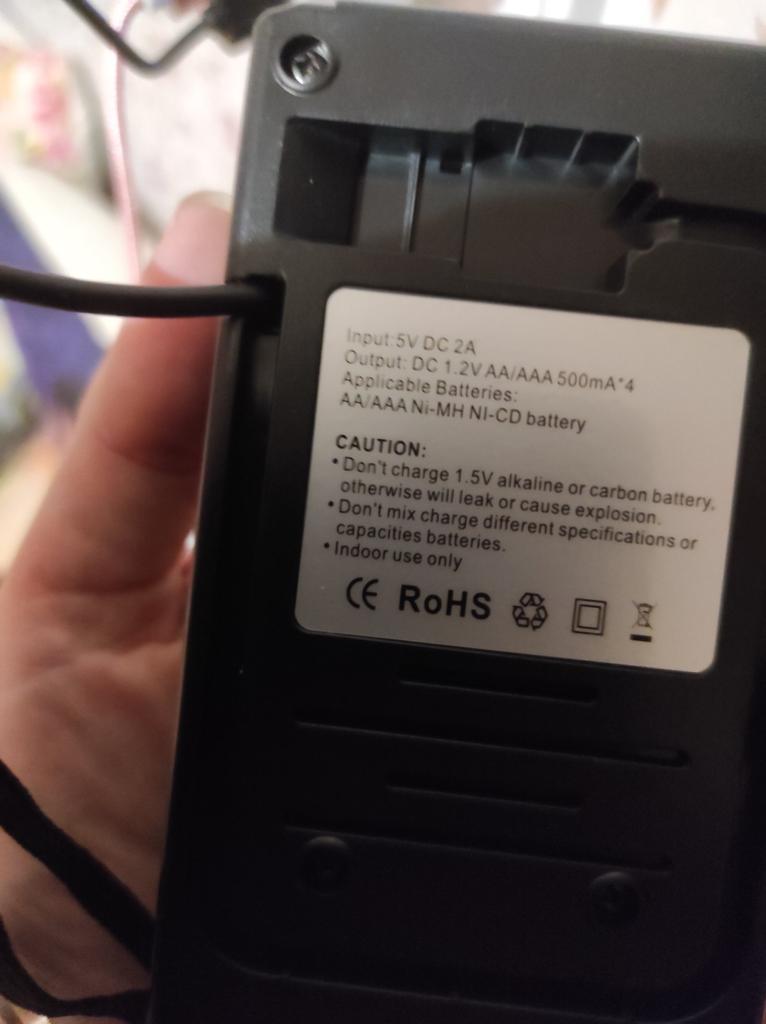 Input:5V DC 2A
Output: DC 1.2V AA/AAA 500mA*4
Applicable Batteries:
AA/AAA Ni-MH NI-CD battery
CAUTION:
• Don't charge 1.5V alkaline or carbon battery,
otherwise will leak or cause explosion.
• Don't mix charge different specifications or
capacities batteries.
• Indoor use only
CE RoHS